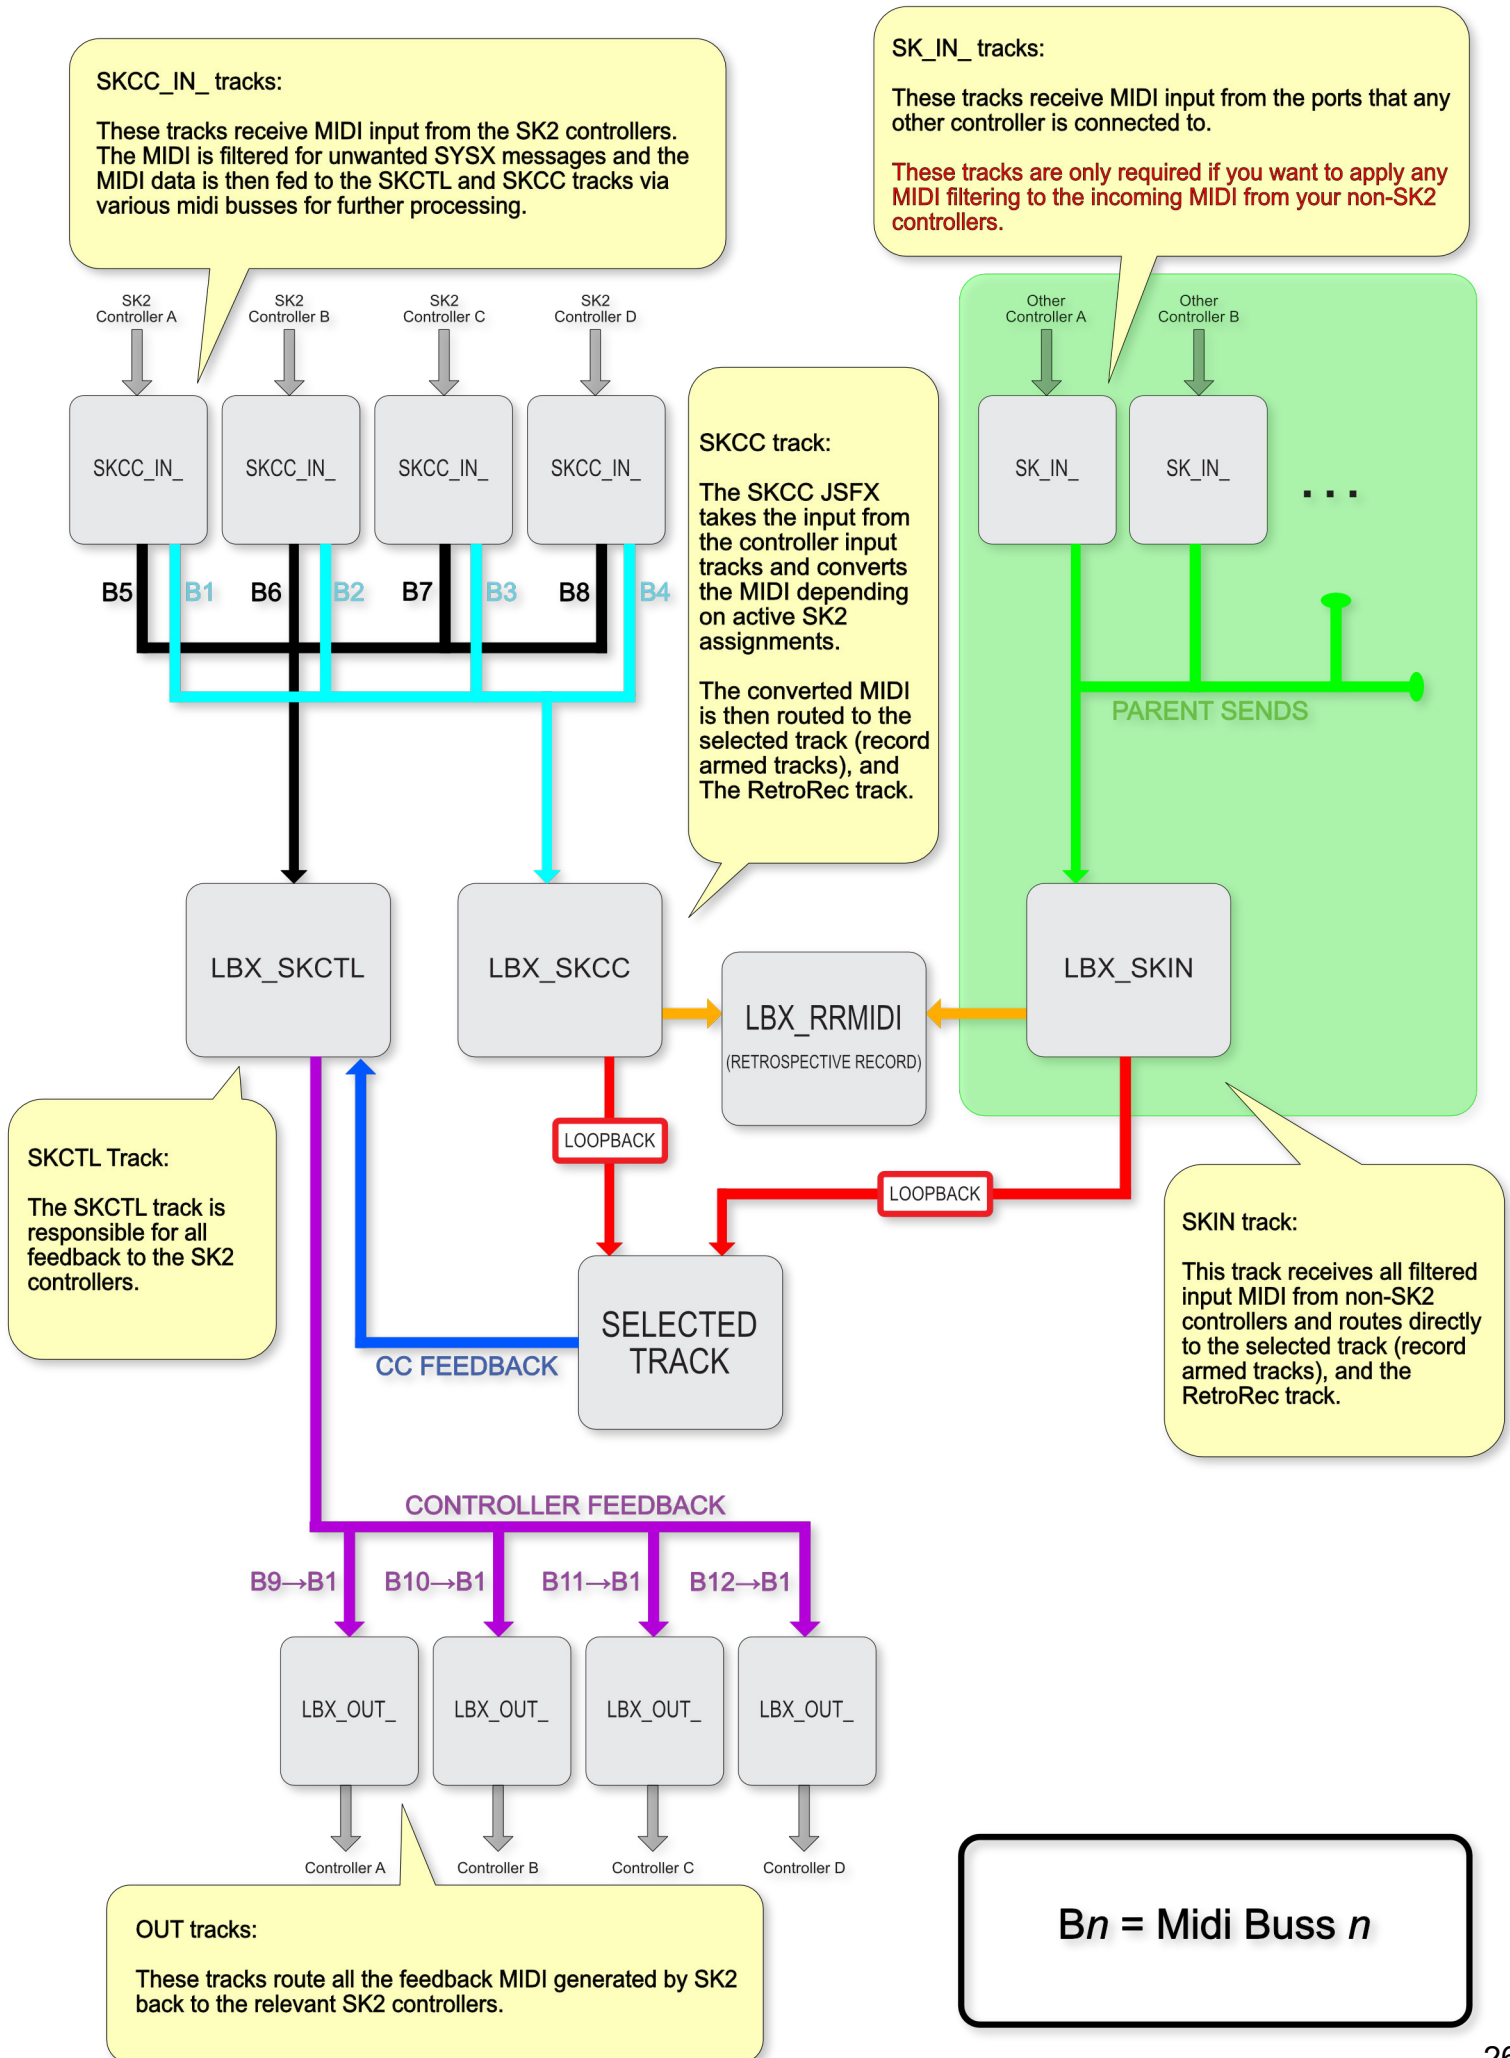 SKCC_IN_ tracks:
These tracks receive MIDI input from the SK2 controllers.
The MIDI is filtered for unwanted SYSX messages and the
MIDI data is then fed to the SKCTL and SKCC tracks via
various midi busses for further processing.
SK_IN_ tracks:
These tracks receive MIDI input from the ports that any
other controller is connected to.
These tracks are only required if you want to apply any
MIDI filtering to the incoming MIDI from your non-SK2
controllers.
SK2
Controller A
SK2
Controller B
SK2
Controller C
SK2
Controller D
Other
Controller A
Other
Controller B
SKCC_IN_
SKCC_IN_
SKCC_IN_
SKCC_IN_
SK_IN_
SK_IN_
...
SKCC track:
The SKCC JSFX
takes the input from
the controller input
tracks and converts
the MIDI depending
on active SK2
assignments.
The converted MIDI
is then routed to the
selected track (record
armed tracks), and
The RetroRec track.
B5
B1
B6
B2
B7
B3
B8
B4
PARENT SENDS
LBX_SKCTL
LBX_SKCC
LBX_RRMIDI
(RETROSPECTIVE RECORD)
LBX_SKIN
LOOPBACK
LOOPBACK
SKCTL Track:
The SKCTL track is
responsible for all
feedback to the SK2
controllers.
SKIN track:
This track receives all filtered
input MIDI from non-SK2
controllers and routes directly
to the selected track (record
armed tracks), and the
RetroRec track.
SELECTED
TRACK
CC FEEDBACK
CONTROLLER FEEDBACK
B9→B1
B10→B1
B11→B1
B12→B1
LBX_OUT_
LBX_OUT_
LBX_OUT_
LBX_OUT_
Controller A
Controller B
Controller C
Controller D
OUT tracks:
These tracks route all the feedback MIDI generated by SK2
back to the relevant SK2 controllers.
Bn = Midi Buss n